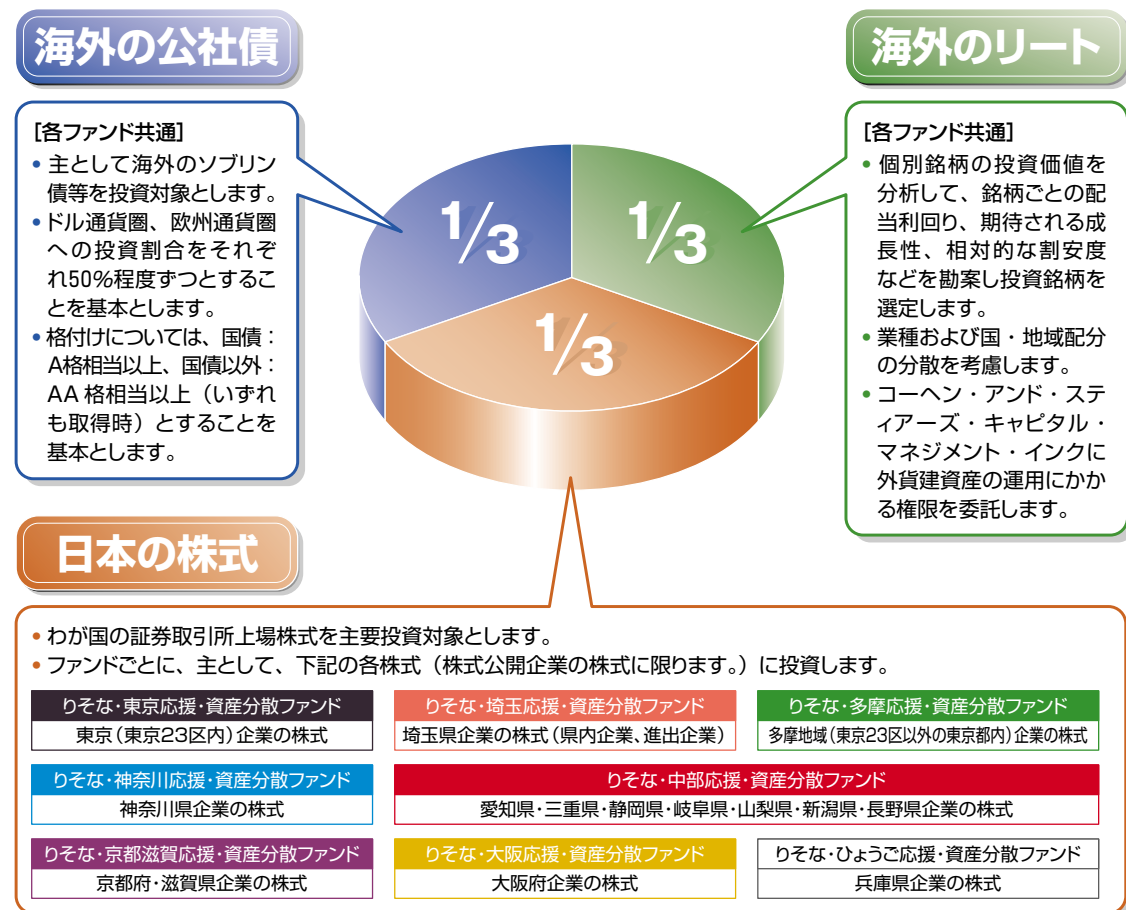 海外の公社債
[各ファンド共通]
• 主として海外のソブリン
債等を投資対象とします。
• ドル通貨圏、欧州通貨圏
への投資割合をそれぞ
れ50%程度ずつとするこ
とを基本とします。
• 格付けについては、国債：
A格相当以上、国債以外：
AA 格相当以上（いずれ
も取得時）とすることを
基本とします。
海外のリート
[各ファンド共通]
• 個別銘柄の投資価値を
分析して、銘柄ごとの配
当利回り、期待される成
長性、相対的な割安度
などを勘案し投資銘柄を
選定します。
• 業種および国・地域配分
の分散を考慮します。
• コーヘン・アンド・ステ
ィアーズ・キャピタル・
マネジメント・インクに
外貨建資産の運用にかか
る権限を委託します。
1/3
1/3
1/3
日本の株式
• わが国の証券取引所上場株式を主要投資対象とします。
• ファンドごとに、主として、下記の各株式（株式公開企業の株式に限ります。）に投資します。
りそな・東京応援・資産分散ファンド
東京（東京23区内）企業の株式
りそな・埼玉応援・資産分散ファンド
埼玉県企業の株式（県内企業、進出企業）
りそな・多摩応援・資産分散ファンド
多摩地域（東京23区以外の東京都内）企業の株式
りそな・神奈川応援・資産分散ファンド
神奈川県企業の株式
りそな・中部応援・資産分散ファンド
愛知県・三重県・静岡県・岐阜県・山梨県・新潟県・長野県企業の株式
りそな・京都滋賀応援・資産分散ファンド
京都府・滋賀県企業の株式
りそな・大阪応援・資産分散ファンド
大阪府企業の株式
りそな・ひょうご応援・資産分散ファンド
兵庫県企業の株式